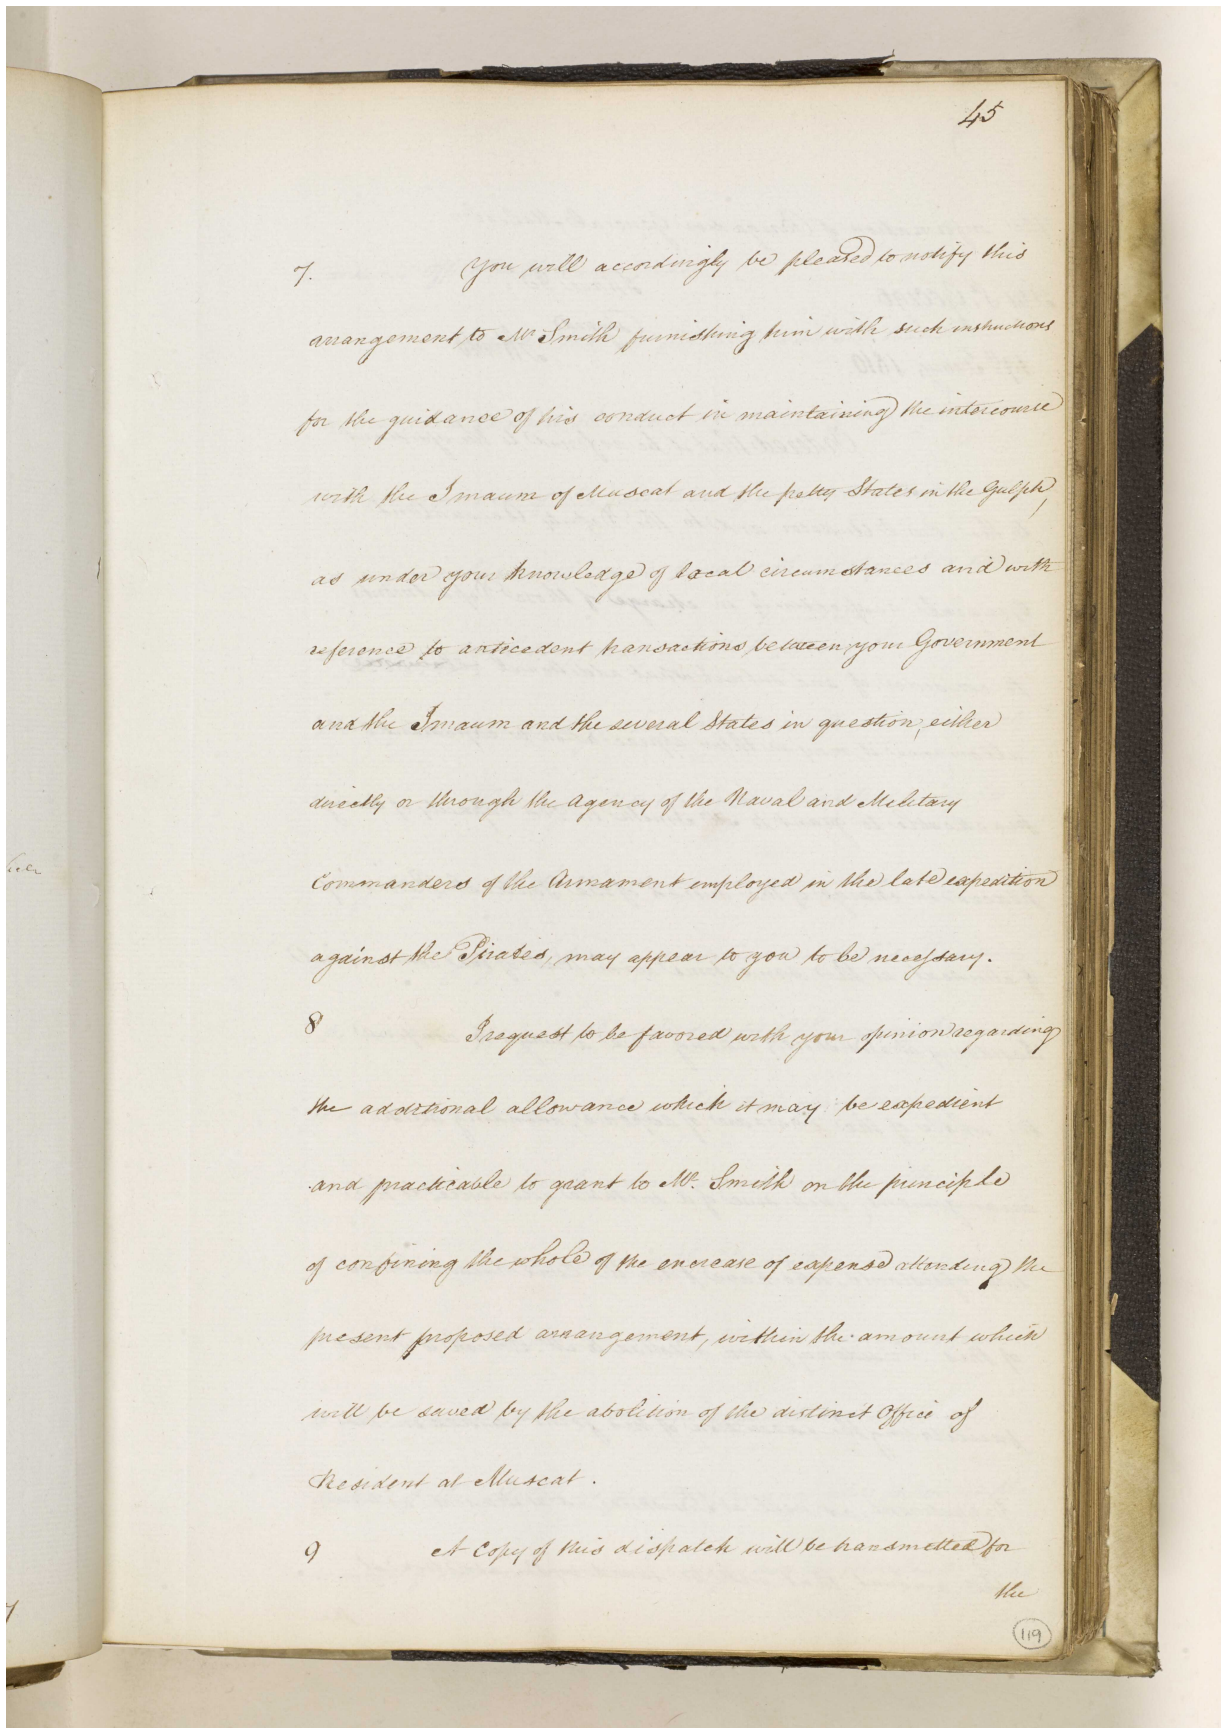 45
7. You will accordingly be pleased to notify this
arrangement to Mr Smith furnishing him with such instructions
for the guidance of his conduct in maintaining the intercourse
with the Imaum of Muscat and the petty States in the Gulph,
as under your knowledge of local circumstances and with
reference to anticedent transactions between your Government
and the Imaum and the several States in question, either
directly or through the Agency of the Naval and Military
Commanders of the Armament employed in the late expedition
against the Pirates, may appear to you to be necessary.
8 I request to be favored with your opinion regarding
the additional allowance which it may be expedient
and practicable to grant to Mr. Smith on the principle
of confining the whole of the encrease of expense attending the
present proposed arrangement, within the amount which
will be saved by the abolition of the distinct Office of
Resident at Muscat.
9 A Copy of this dispatch will be transmitted for
the
119